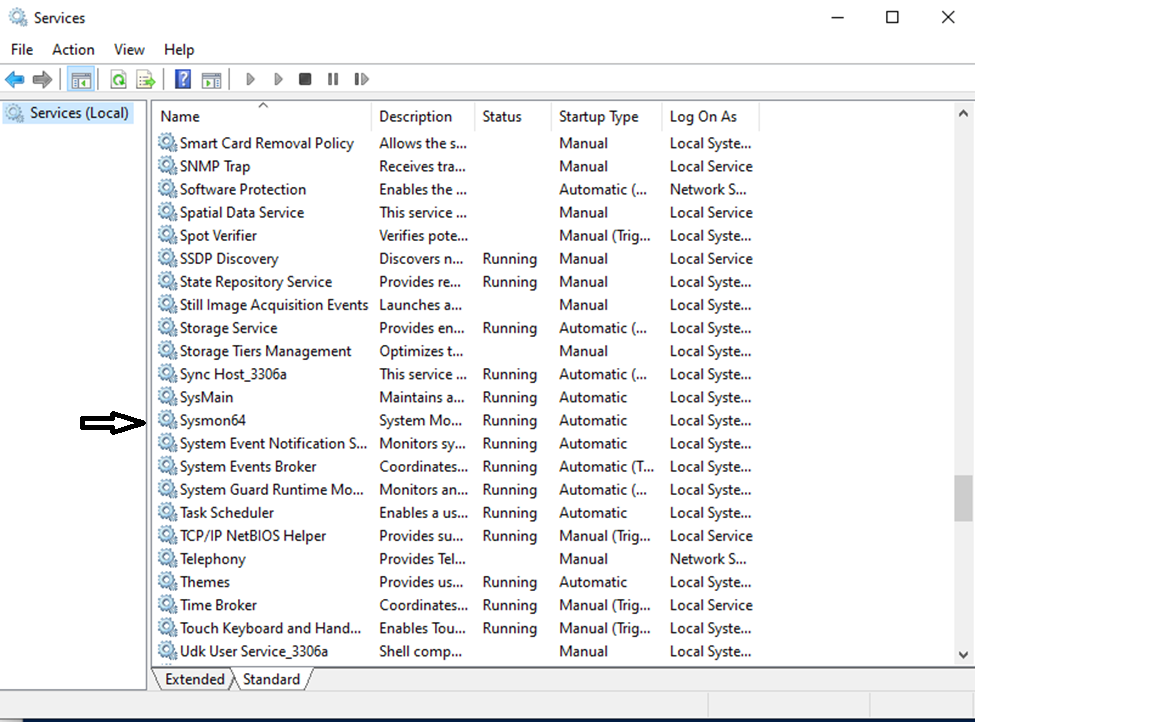 Services
File Action View Help
Services (Local)
Name Description Status Startup Type Log On As
Smart Card Removal Policy Allows the s... Manual Local Syste...
SNMP Trap Receives tra... Manual Local Service
Software Protection Enables the ... Automatic (... Network S...
Spatial Data Service This service ... Manual Local Service
Spot Verifier Verifies pote... Manual (Trig... Local Syste...
SSDP Discovery Discovers n... Running Manual Local Service
State Repository Service Provides re... Running Manual Local Syste...
Still Image Acquisition Events Launches a... Manual Local Syste...
Storage Service Provides en... Running Automatic (... Local Syste...
Storage Tiers Management Optimizes t... Manual Local Syste...
Sync Host_3306a This service ... Running Automatic (... Local Syste...
SysMain Maintains a... Running Automatic Local Syste...
Sysmon64 System Mo... Running Automatic Local Syste...
System Event Notification S... Monitors sy... Running Automatic Local Syste...
System Events Broker Coordinates... Running Automatic (T... Local Syste...
System Guard Runtime Mo... Monitors an... Running Automatic (... Local Syste...
Task Scheduler Enables a us... Running Automatic Local Syste...
TCP/IP NetBIOS Helper Provides su... Running Manual (Trig... Local Service
Telephony Provides Tel... Manual Network S...
Themes Provides us... Running Automatic Local Syste...
Time Broker Coordinates... Running Manual (Trig... Local Service
Touch Keyboard and Hand... Enables Tou... Running Manual (Trig... Local Syste...
Udk User Service_3306a Shell comp... Manual Local Syste...
Extended Standard